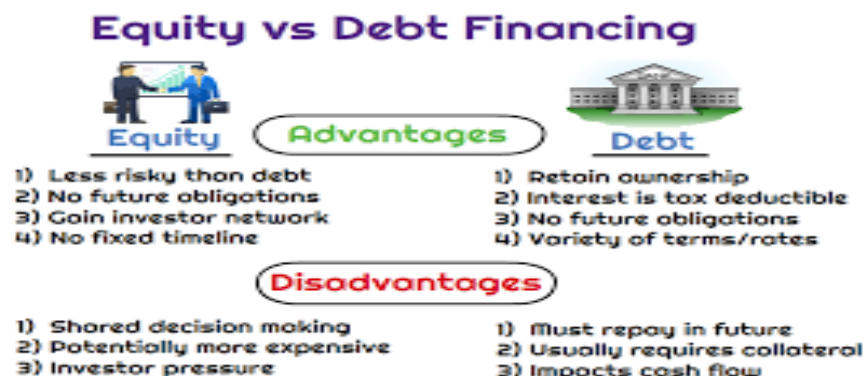 Equity vs Debt Financing
Equity
Advantages
Debt
1) Less risky than debt
2) No future obligations
3) Gain investor network
4) No fixed timeline
1) Retain ownership
2) Interest is tax deductible
3) No future obligations
4) Variety of terms/rates
Disadvantages
1) Shared decision making
2) Potentially more expensive
3) Investor pressure
1) Must repay in future
2) Usually requires collateral
3) Impacts cash flow